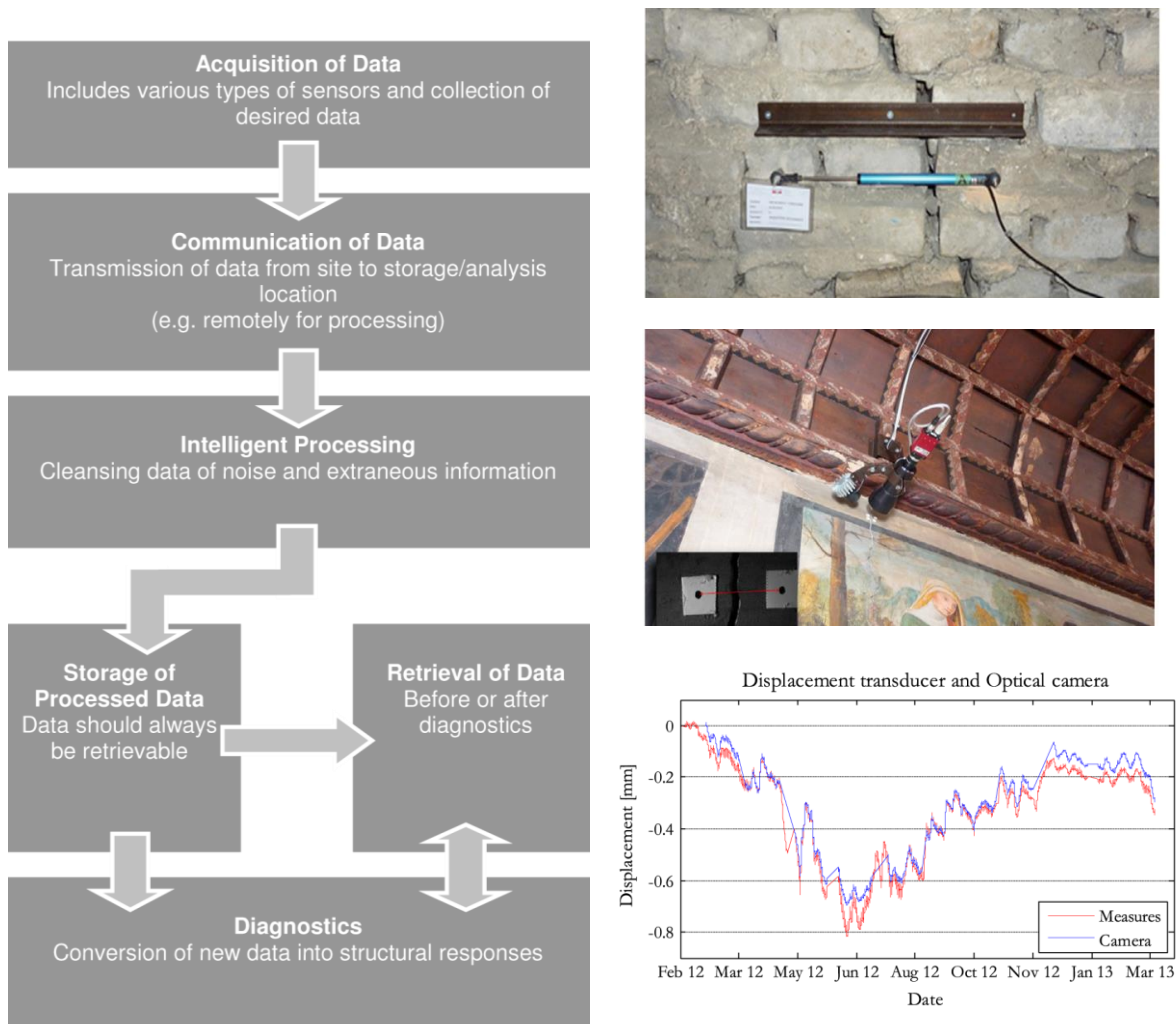 Acquisition of Data
Includes various types of sensors and collection of
desired data
Communication of Data
Transmission of data from site to storage/analysis
location
(e.g. remotely for processing)
Intelligent Processing
Cleansing data of noise and extraneous information
Storage of
Processed Data
Data should always
be retrievable
Retrieval of Data
Before or after
diagnostics
Diagnostics
Conversion of new data into structural responses
Displacement transducer and Optical camera
Displacement [mm]
0
-0.2
-0.4
-0.6
-0.8
Measures
Camera
Feb 12 Mar 12 May 12 Jun 12 Aug 12 Oct 12 Nov 12 Jan 13 Mar 13
Date